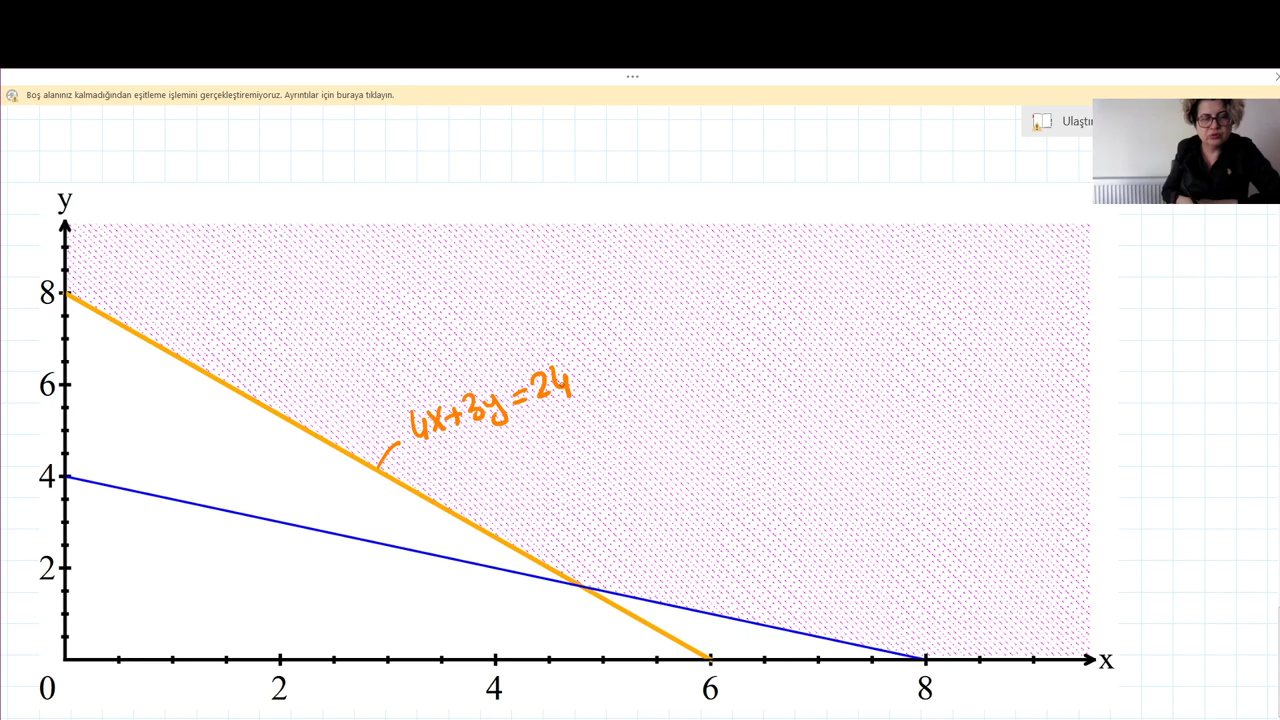 Boş alanınız kalmadığından eşitleme işlemini gerçekleştiremiyoruz. Ayrıntılar için buraya tıklayın.
Ulaştır
y
8
6
4x+3y=24
4
2
x
0 2 4 6 8